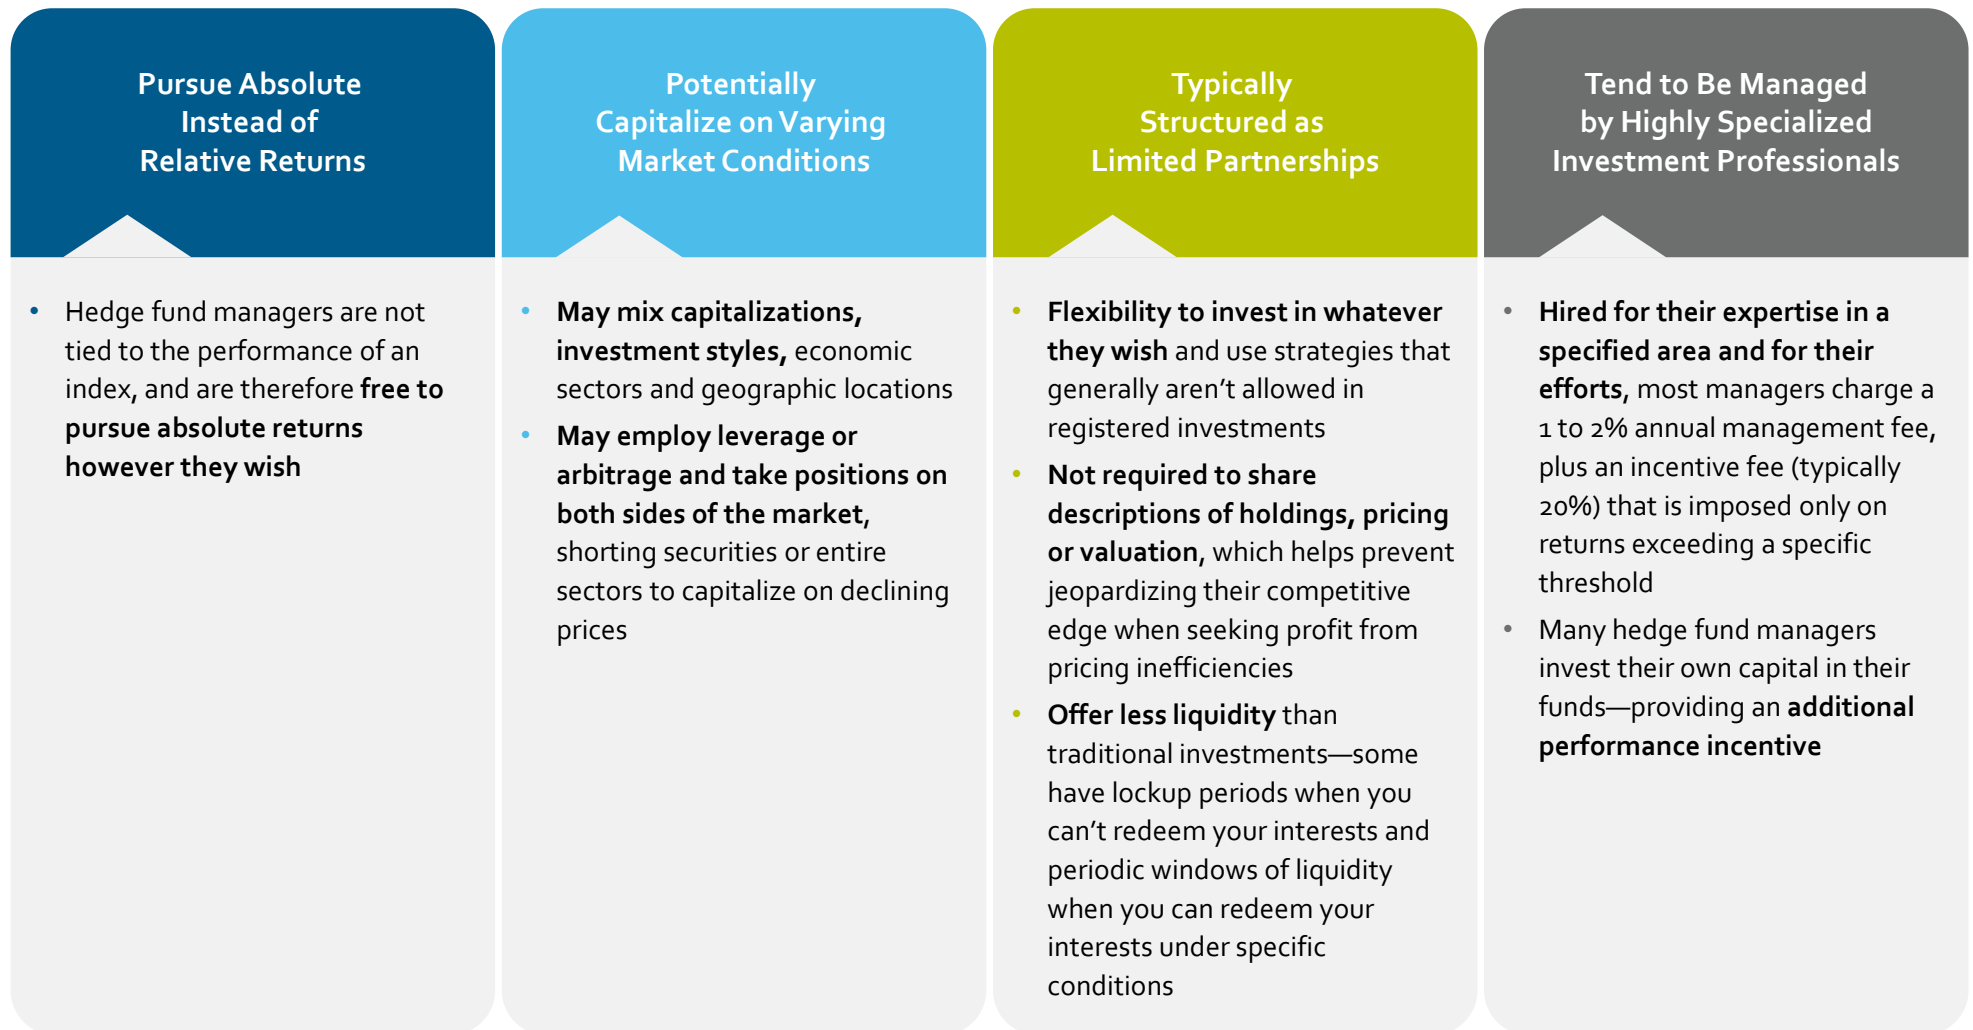 Pursue Absolute
Instead of
Relative Returns
• Hedge fund managers are not
tied to the performance of an
index, and are therefore free to
pursue absolute returns
however they wish
Potentially
Capitalize on Varying
Market Conditions
• May mix capitalizations,
investment styles, economic
sectors and geographic locations
• May employ leverage or
arbitrage and take positions on
both sides of the market,
shorting securities or entire
sectors to capitalize on declining
prices
Typically
Structured as
Limited Partnerships
• Flexibility to invest in whatever
they wish and use strategies that
generally aren’t allowed in
registered investments
• Not required to share
descriptions of holdings, pricing
or valuation, which helps prevent
jeopardizing their competitive
edge when seeking profit from
pricing inefficiencies
• Offer less liquidity than
traditional investments—some
have lockup periods when you
can’t redeem your interests and
periodic windows of liquidity
when you can redeem your
interests under specific
conditions
Tend to Be Managed
by Highly Specialized
Investment Professionals
• Hired for their expertise in a
specified area and for their
efforts, most managers charge a
1 to 2% annual management fee,
plus an incentive fee (typically
20%) that is imposed only on
returns exceeding a specific
threshold
• Many hedge fund managers
invest their own capital in their
funds—providing an additional
performance incentive